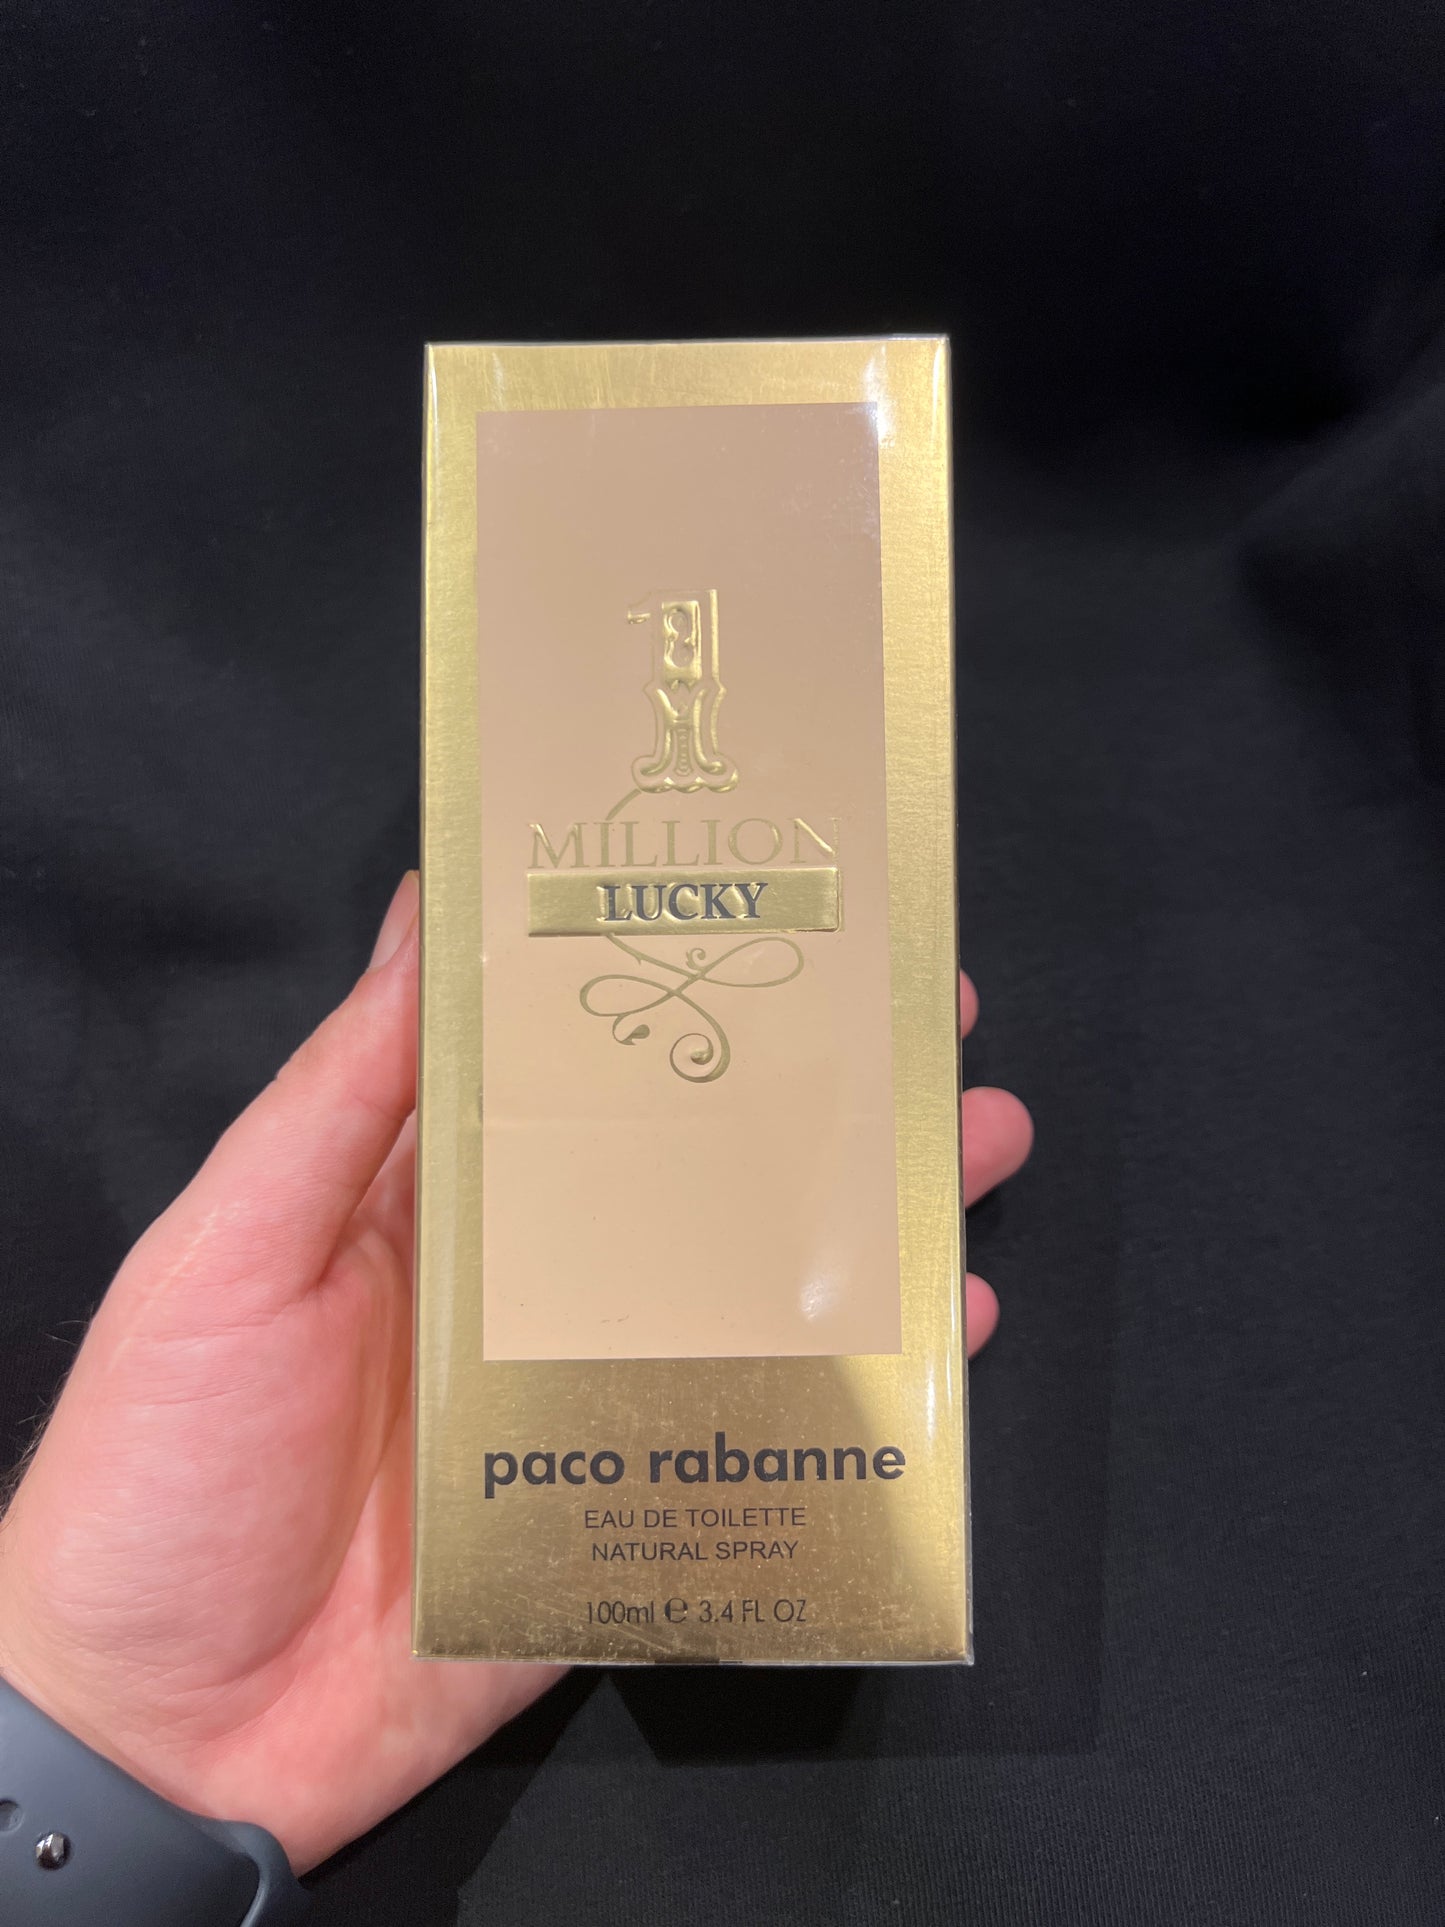 1
MILLION
LUCKY
paco rabanne
EAU DE TOILETTE
NATURAL SPRAY
100ml ℮ 3.4 FL OZ